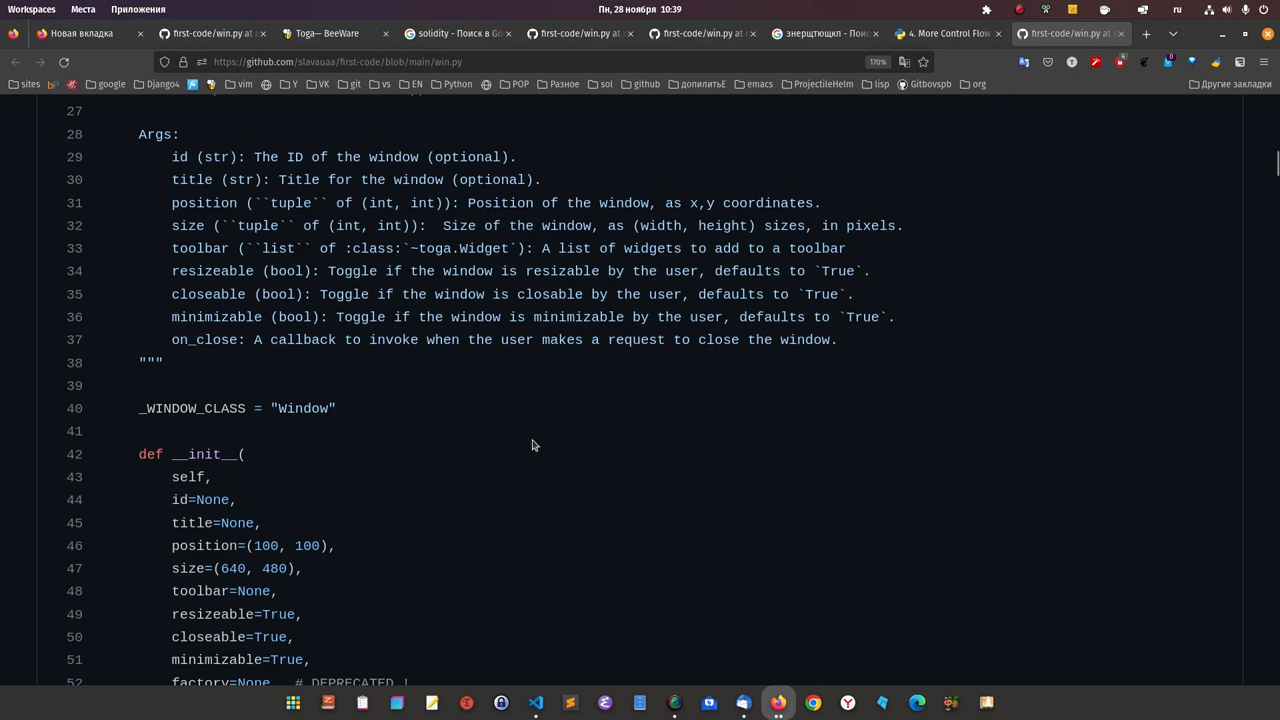 Workspaces Места Приложения Пн, 28 ноября 10:39 ru
Новая вкладка first-code/win.py at Toga— BeeWare solidity - Поиск в Go first-code/win.py at first-code/win.py at знерщтющкп - Поиск 4. More Control Flow first-code/win.py at
https://github.com/slavauaa/first-code/blob/main/win.py 170%
sites google Django4 vim Y VK git vs EN Python POP Разное sol github допилитьЕ emacs ProjectileHelm lisp Gitbovspb org Другие закладки
27
28 Args:
29 id (str): The ID of the window (optional).
30 title (str): Title for the window (optional).
31 position (``tuple`` of (int, int)): Position of the window, as x,y coordinates.
32 size (``tuple`` of (int, int)):  Size of the window, as (width, height) sizes, in pixels.
33 toolbar (``list`` of :class:`~toga.Widget`): A list of widgets to add to a toolbar
34 resizeable (bool): Toggle if the window is resizable by the user, defaults to `True`.
35 closeable (bool): Toggle if the window is closable by the user, defaults to `True`.
36 minimizable (bool): Toggle if the window is minimizable by the user, defaults to `True`.
37 on_close: A callback to invoke when the user makes a request to close the window.
38 """
39
40 _WINDOW_CLASS = "Window"
41
42 def __init__(
43 self,
44 id=None,
45 title=None,
46 position=(100, 100),
47 size=(640, 480),
48 toolbar=None,
49 resizeable=True,
50 closeable=True,
51 minimizable=True,
52 factory=None, # DEPRECATED !